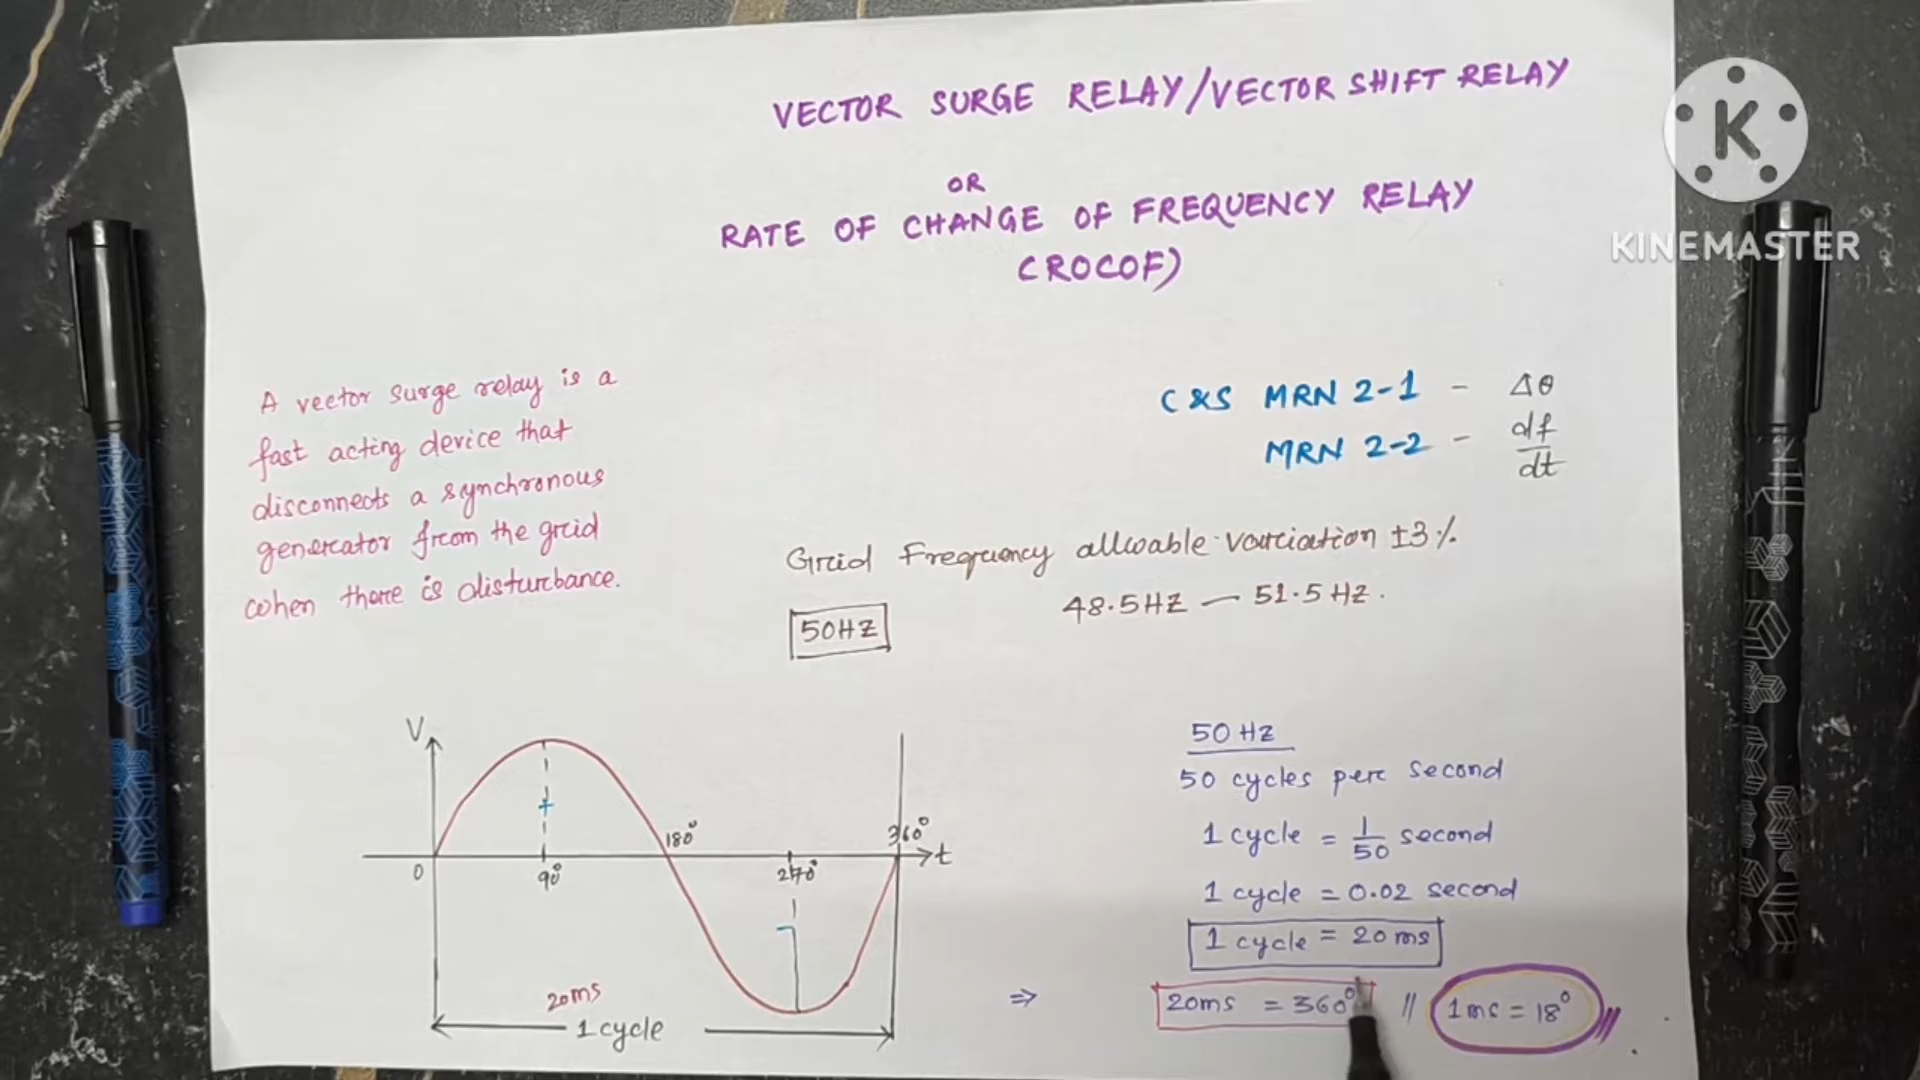 VECTOR SURGE RELAY/VECTOR SHIFT RELAY
OR
RATE OF CHANGE OF FREQUENCY RELAY
(ROCOF)
K
KINEMASTER
A vector surge relay is a
fast acting device that
disconnects a synchronous
generator from the grid
when there is disturbance.
C&S MRN 2-1 - Δθ
MRN 2-2 - df/dt
Grid Frequency allwable variation ±3%
48.5HZ — 51.5HZ.
50HZ
V
+
180°
360°
t
0
90°
270°
-
20ms
1 cycle
50 Hz
50 cycles per second
1 cycle = 1/50 second
1 cycle = 0.02 second
1 cycle = 20 ms
⇒ 20ms = 360° // 1ms = 18°